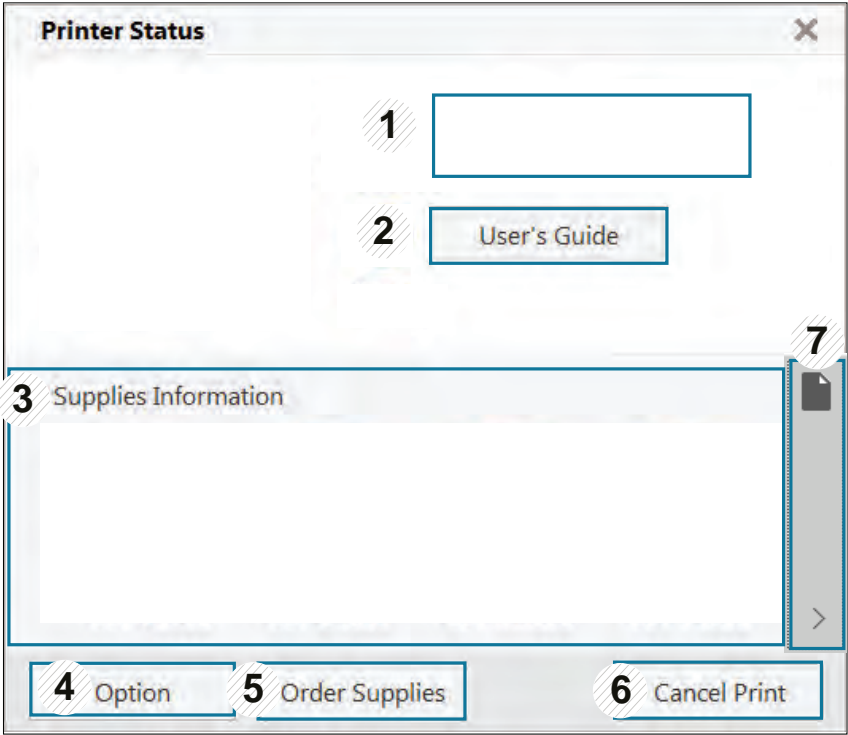 Printer Status
1
2 User's Guide
7
3 Supplies Information
4 Option 5 Order Supplies 6 Cancel Print